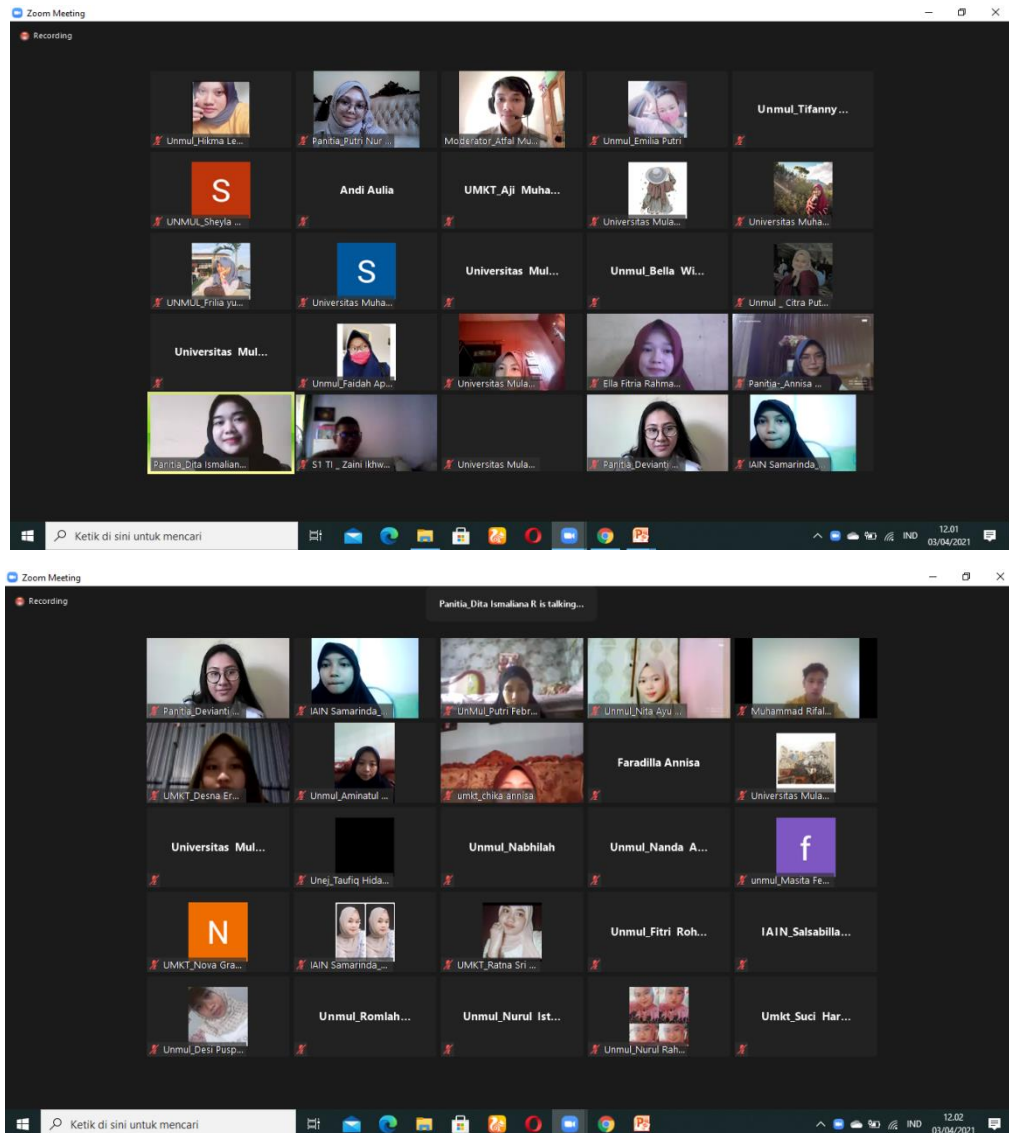 Zoom Meeting
Recording
Unmul_Hikma Le...
Panitia_Putri Nur ...
Moderator_Atfal Mu...
Unmul_Emilia Putri
Unmul_Tifanny...
S
UNMUL_Sheyla ...
Andi Aulia
UMKT_Aji Muha...
Universitas Mula...
Universitas Muha...
UNMUL_Frilia yu...
S
Universitas Muha...
Universitas Mul...
Unmul_Bella Wi...
Unmul _ Citra Put...
Universitas Mul...
Unmul_Faidah Ap...
Universitas Mula...
Ella Fitria Rahma...
Panitia-_Annisa ...
Panitia_Dita Ismalian...
S1 TI _ Zaini Ikhw...
Universitas Mula...
Panitia_Devianti ...
IAIN Samarinda_...
Ketik di sini untuk mencari
IND
12.01
03/04/2021
Zoom Meeting
Recording
Panitia_Dita Ismaliana R is talking...
Panitia_Devianti ...
IAIN Samarinda_...
UnMul_Putri Febr...
Unmul_Nita Ayu ...
Muhammad Rifal...
UMKT_Desna Er...
Unmul_Aminatul ...
umkt_chika annisa
Faradilla Annisa
Universitas Mula...
Universitas Mul...
Unej_Taufiq Hida...
Unmul_Nabhilah
Unmul_Nanda A...
f
unmul_Masita Fe...
N
UMKT_Nova Gra...
IAIN Samarinda_...
UMKT_Ratna Sri ...
Unmul_Fitri Roh...
IAIN_Salsabilla...
Unmul_Desi Pusp...
Unmul_Romlah...
Unmul_Nurul Ist...
Unmul_Nurul Rah...
Umkt_Suci Har...
Ketik di sini untuk mencari
IND
12.02
03/04/2021